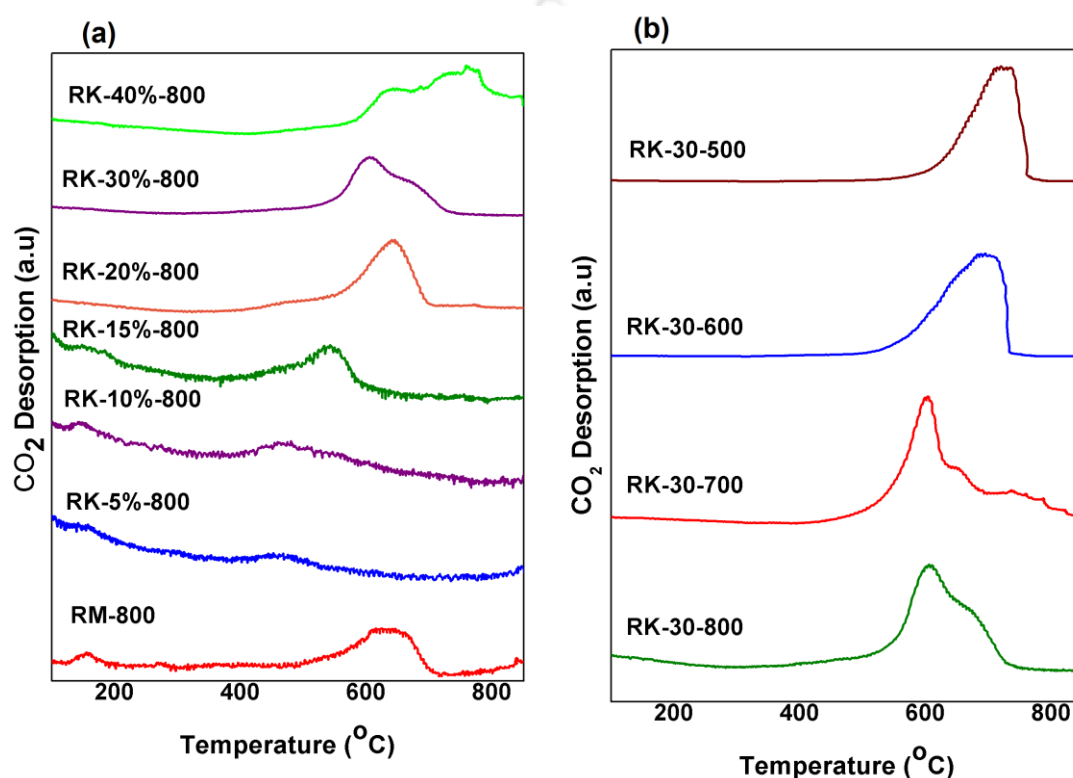 (a)
RK-40%-800
RK-30%-800
RK-20%-800
RK-15%-800
RK-10%-800
RK-5%-800
RM-800
CO2 Desorption (a.u)
200 400 600 800
Temperature (oC)
(b)
RK-30-500
RK-30-600
RK-30-700
RK-30-800
CO2 Desorption (a.u)
200 400 600 800
Temperature (oC)